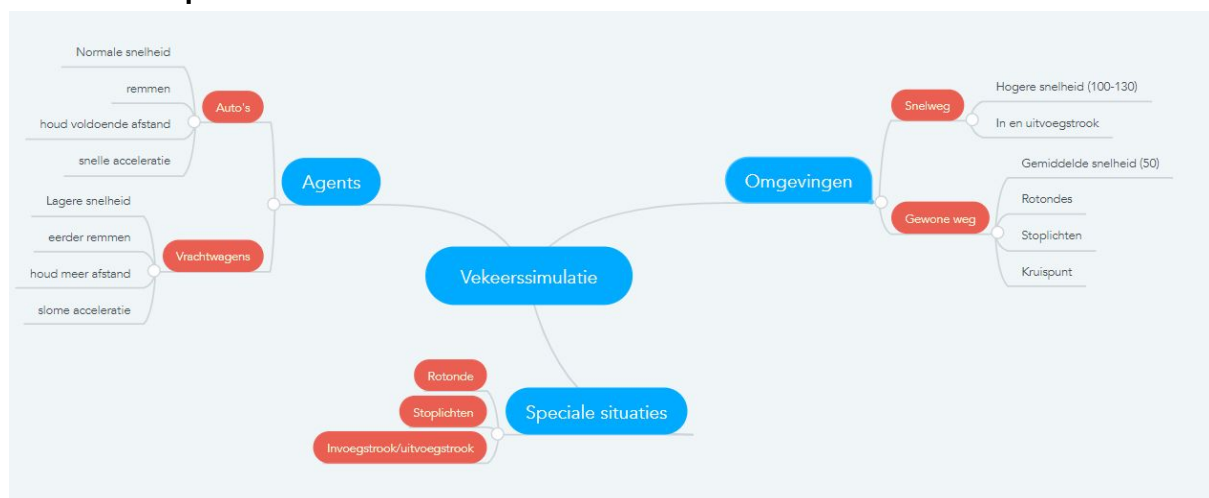 Normale snelheid
remmen
houd voldoende afstand
snelle acceleratie
Auto's
Lagere snelheid
eerder remmen
houd meer afstand
slome acceleratie
Vrachtwagens
Agents
Vekeerssimulatie
Omgevingen
Snelweg
Hogere snelheid (100-130)
In en uitvoegstrook
Gewone weg
Gemiddelde snelheid (50)
Rotondes
Stoplichten
Kruispunt
Speciale situaties
Rotonde
Stoplichten
Invoegstrook/uitvoegstrook